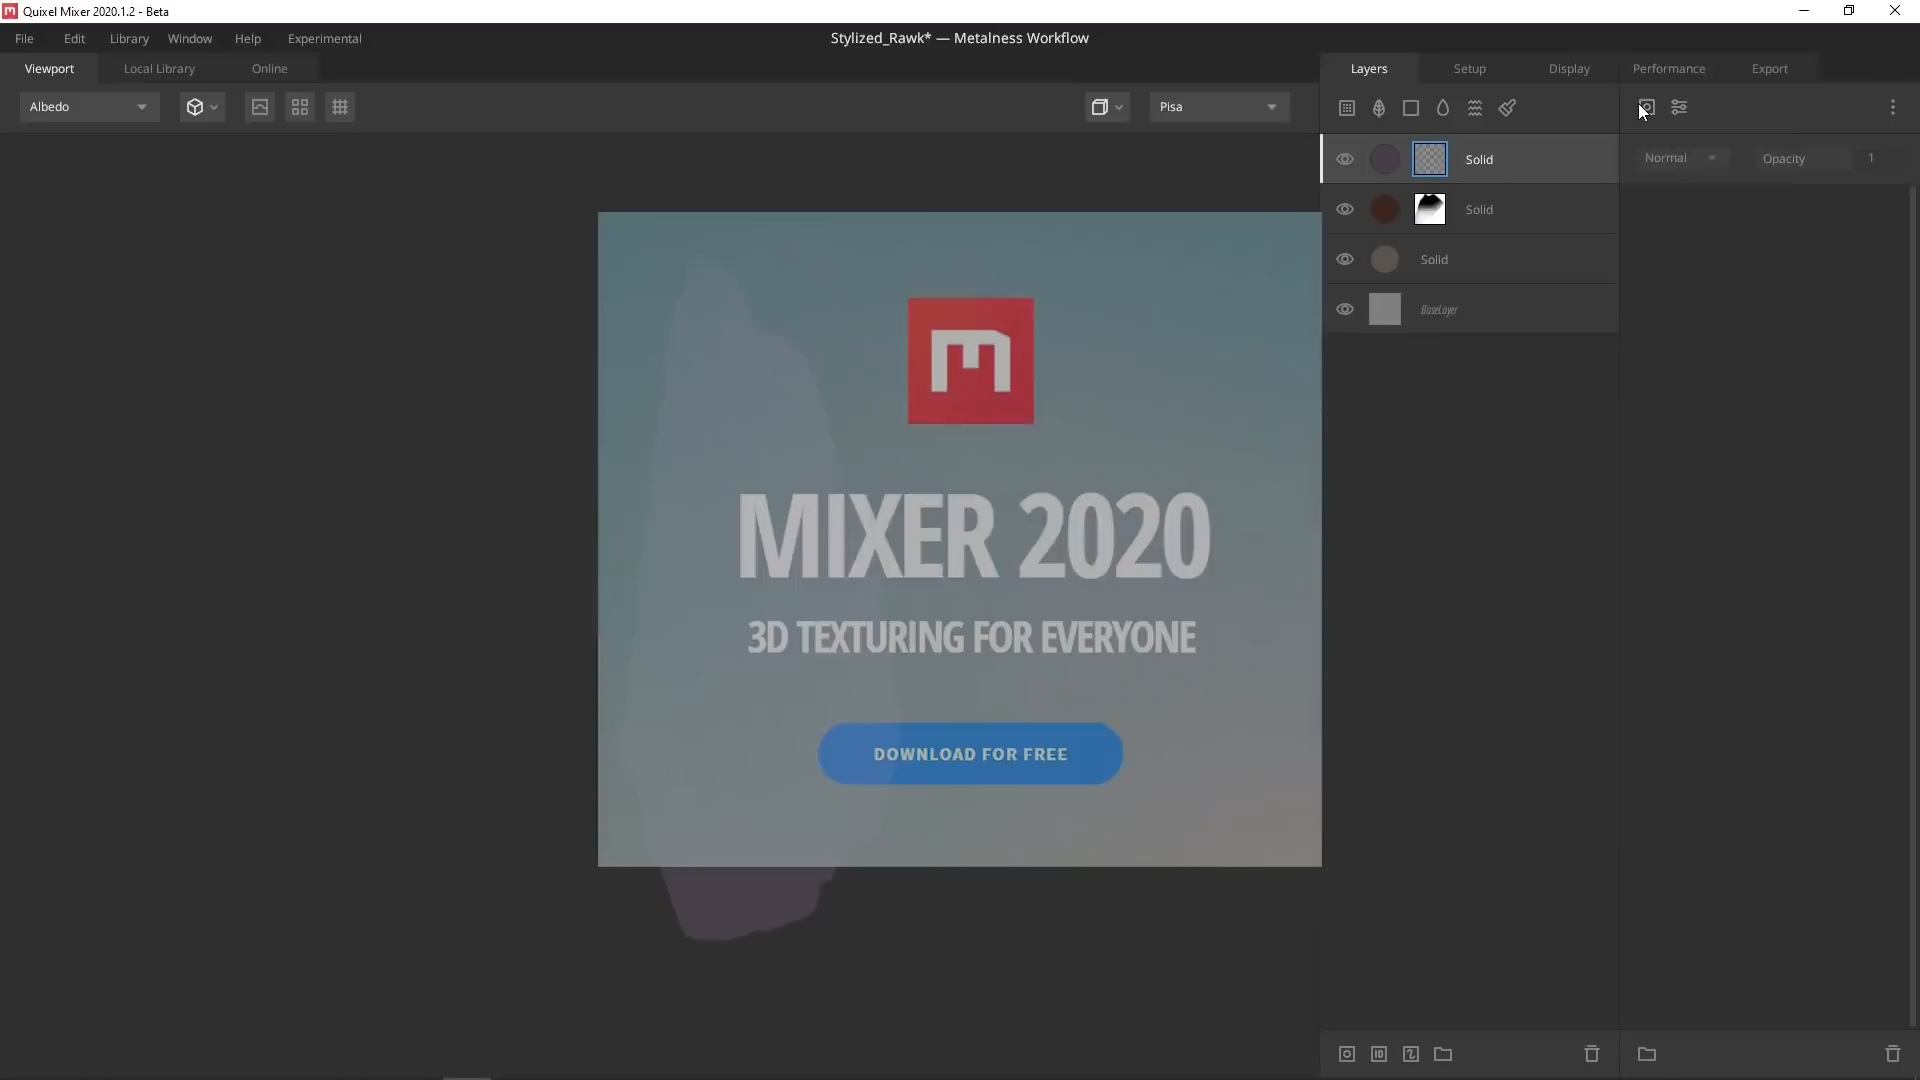 Quixel Mixer 2020.1.2 - Beta
File Edit Library Window Help Experimental
Stylized_Rawk* — Metalness Workflow
Viewport Local Library Online
Layers Setup Display Performance Export
Albedo
Pisa
Solid
Normal Opacity 1
Solid
Solid
BaseLayer
MIXER 2020
3D TEXTURING FOR EVERYONE
DOWNLOAD FOR FREE